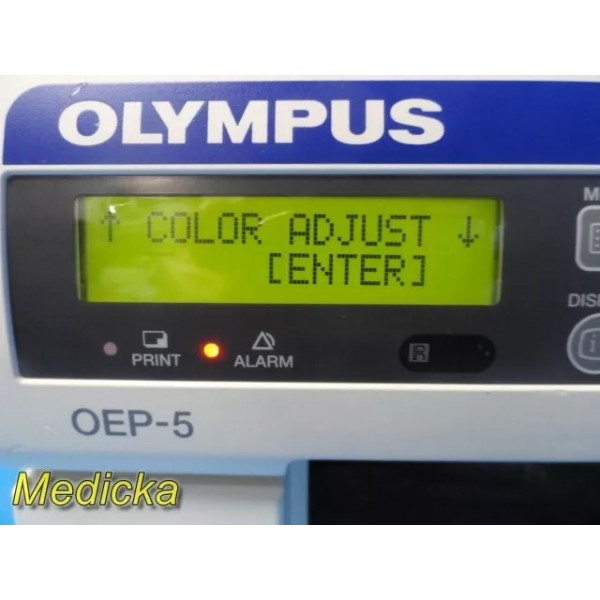 OLYMPUS
↑ COLOR ADJUST ↓
[ENTER]
PRINT
ALARM
R
OEP-5
Medicka